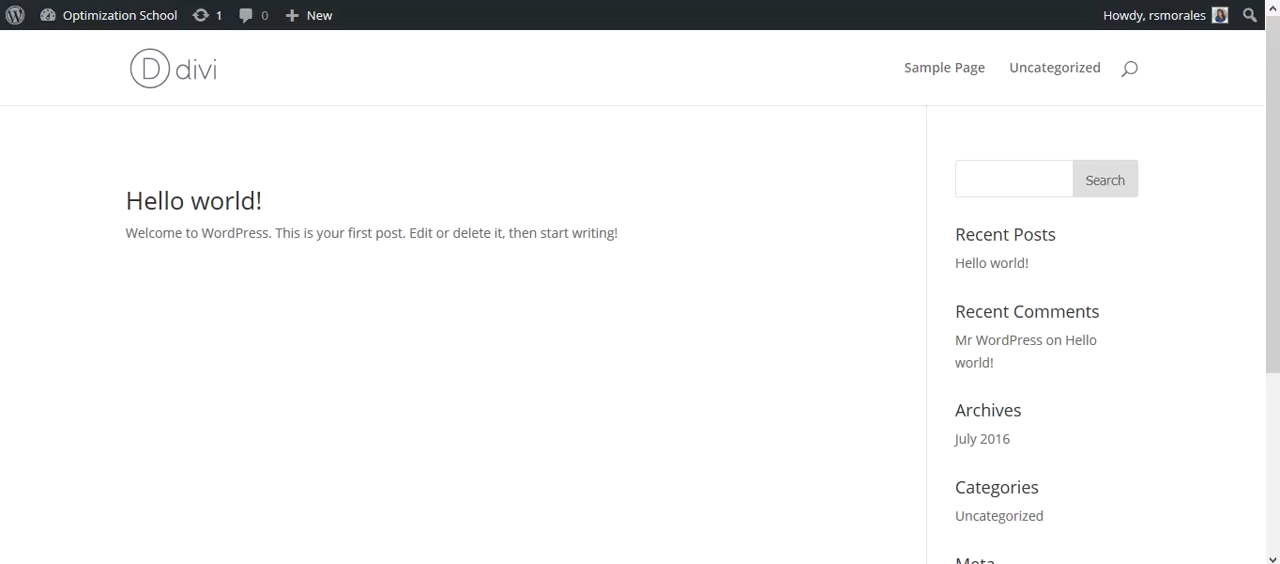 Optimization School 1 0 New Howdy, rsmorales
D divi Sample Page Uncategorized
Hello world!
Welcome to WordPress. This is your first post. Edit or delete it, then start writing!
Search
Recent Posts
Hello world!
Recent Comments
Mr WordPress on Hello
world!
Archives
July 2016
Categories
Uncategorized
Meta